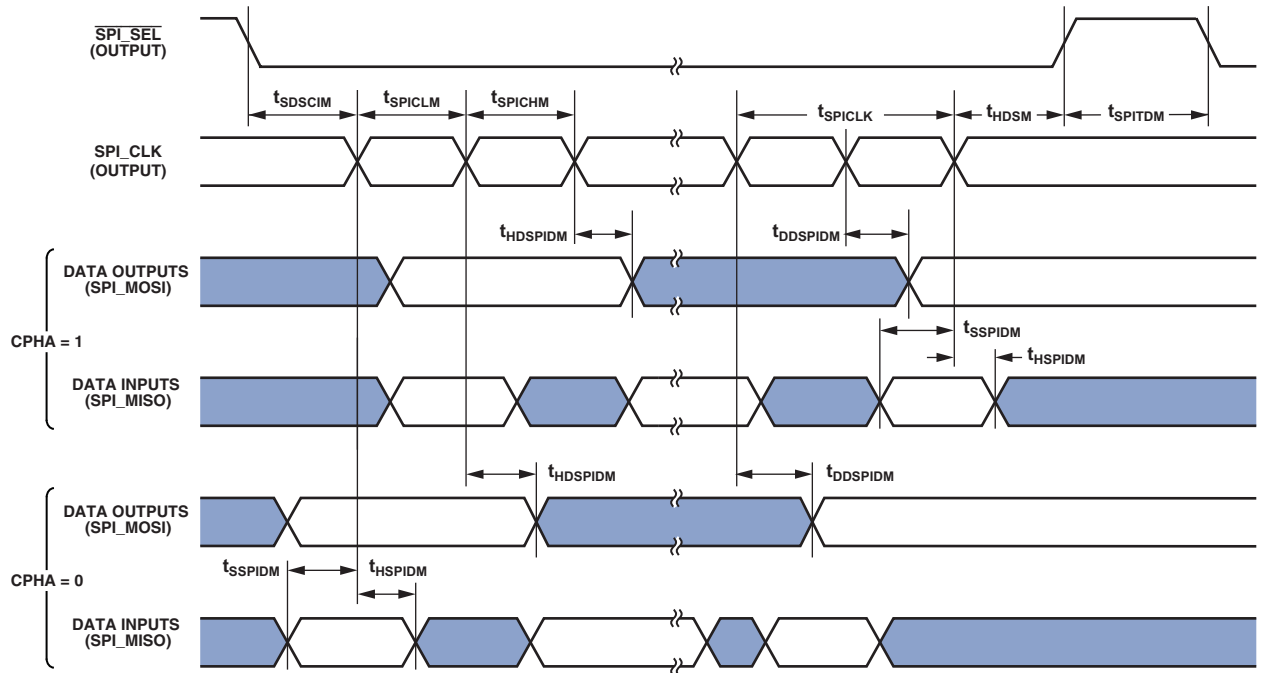 SPI_SEL
(OUTPUT)
tSDSCIM tSPICLM tSPICHM tSPICLK tHDSM tSPITDM
SPI_CLK
(OUTPUT)
tHDSPIDM tDDSPIDM
DATA OUTPUTS
(SPI_MOSI)
tSSPIDM
CPHA = 1
tHSPIDM
DATA INPUTS
(SPI_MISO)
tHDSPIDM tDDSPIDM
DATA OUTPUTS
(SPI_MOSI)
tSSPIDM tHSPIDM
CPHA = 0
DATA INPUTS
(SPI_MISO)